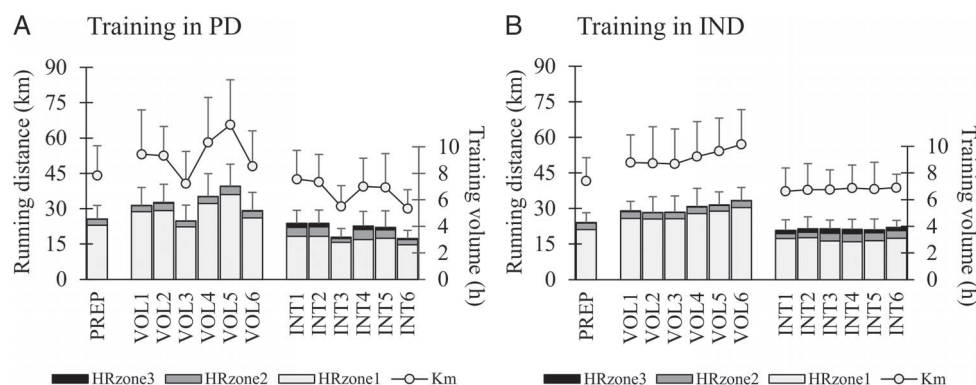 A Training in PD
Running distance (km)
90
75
60
45
30
15
0
10
8
6
4
2
0
Training volume (h)
PREP
VOL1
VOL2
VOL3
VOL4
VOL5
VOL6
INT1
INT2
INT3
INT4
INT5
INT6
HRzone3 HRzone2 HRzone1 Km
B Training in IND
Running distance (km)
90
75
60
45
30
15
0
10
8
6
4
2
0
Training volume (h)
PREP
VOL1
VOL2
VOL3
VOL4
VOL5
VOL6
INT1
INT2
INT3
INT4
INT5
INT6
HRzone3 HRzone2 HRzone1 Km